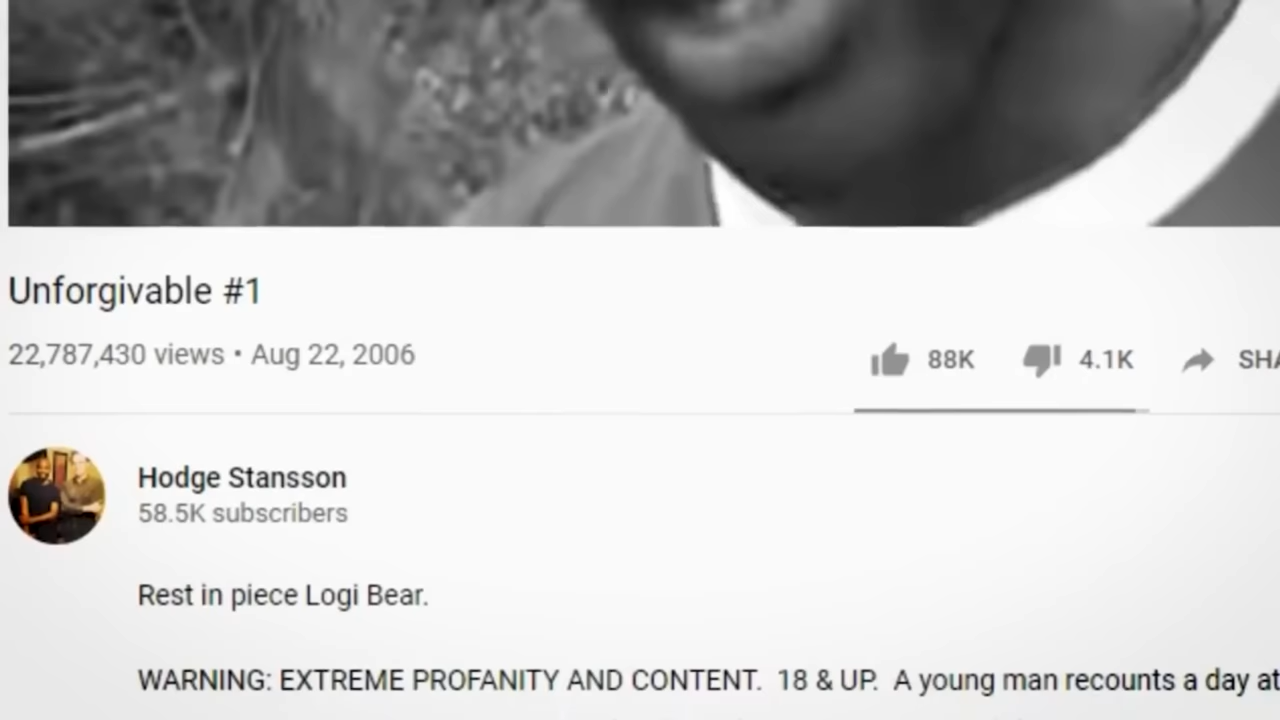 Unforgivable #1
22,787,430 views • Aug 22, 2006
88K 4.1K SHA
Hodge Stansson
58.5K subscribers
Rest in piece Logi Bear.
WARNING: EXTREME PROFANITY AND CONTENT. 18 & UP. A young man recounts a day at